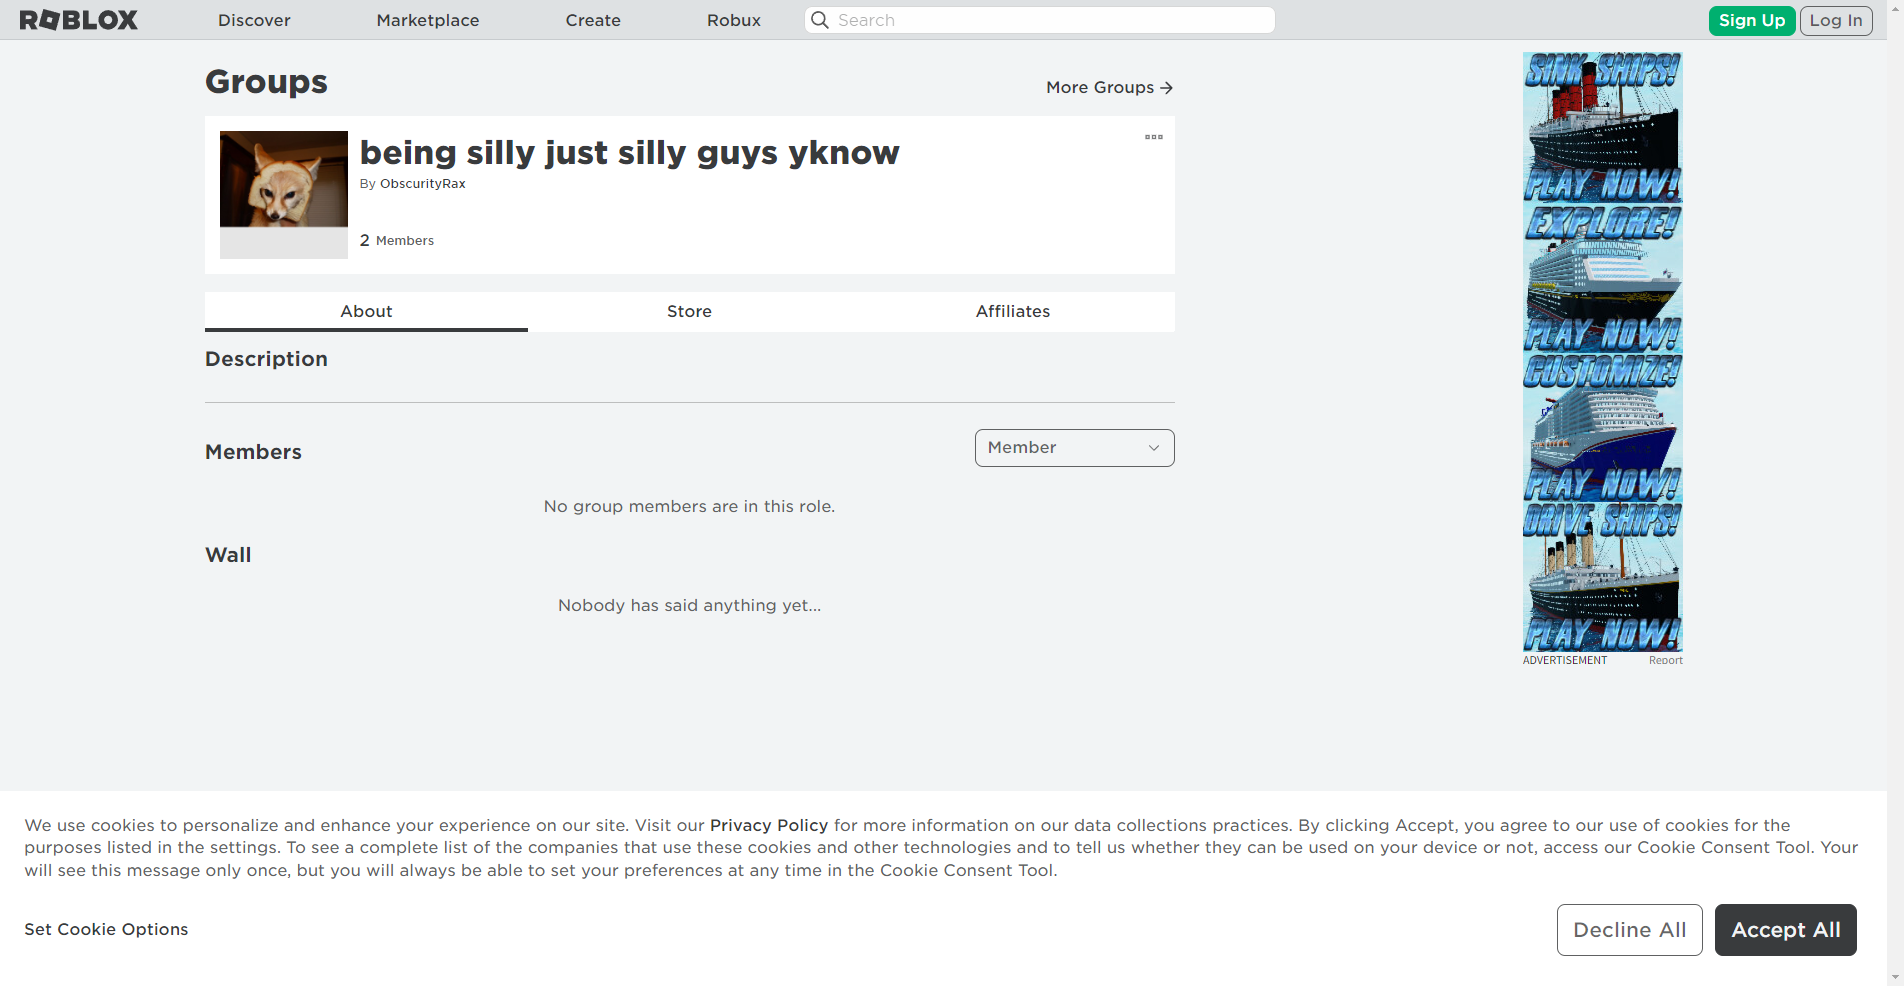 ROBLOX
Discover
Marketplace
Create
Robux
Search
Sign Up
Log In
Groups
More Groups
being silly just silly guys yknow
By ObscurityRax
2 Members
About
Store
Affiliates
Description
Members
Member
No group members are in this role.
Wall
Nobody has said anything yet...
SINK SHIPS!
PLAY NOW!
EXPLORE!
PLAY NOW!
CUSTOMIZE!
PLAY NOW!
DRIVE SHIPS!
PLAY NOW!
ADVERTISEMENT
Report
We use cookies to personalize and enhance your experience on our site. Visit our Privacy Policy for more information on our data collections practices. By clicking Accept, you agree to our use of cookies for the
purposes listed in the settings. To see a complete list of the companies that use these cookies and other technologies and to tell us whether they can be used on your device or not, access our Cookie Consent Tool. Your
will see this message only once, but you will always be able to set your preferences at any time in the Cookie Consent Tool.
Set Cookie Options
Decline All
Accept All